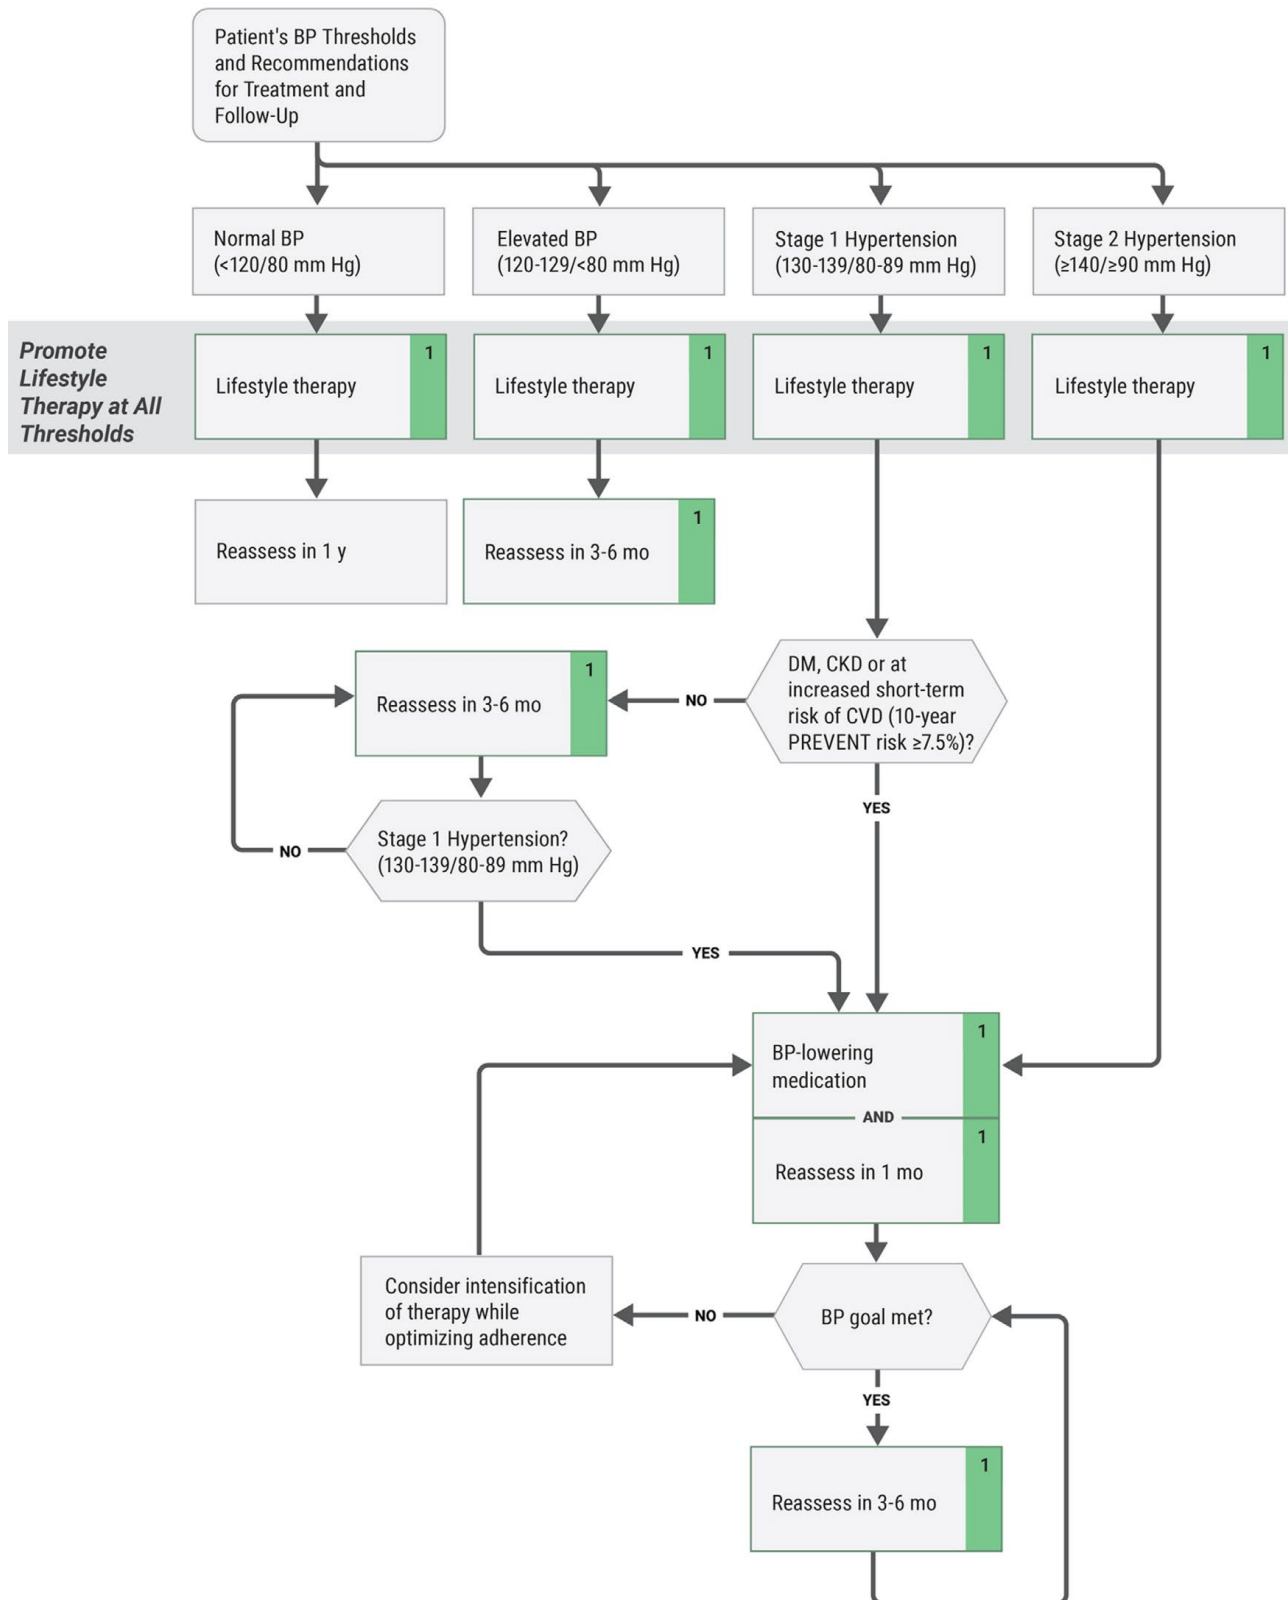 Patient's BP Thresholds
and Recommendations
for Treatment and
Follow-Up
Normal BP
(<120/80 mm Hg)
Elevated BP
(120-129/<80 mm Hg)
Stage 1 Hypertension
(130-139/80-89 mm Hg)
Stage 2 Hypertension
(≥140/≥90 mm Hg)
Promote
Lifestyle
Therapy at All
Thresholds
Lifestyle therapy
1
Lifestyle therapy
1
Lifestyle therapy
1
Lifestyle therapy
1
Reassess in 1 y
Reassess in 3-6 mo
1
DM, CKD or at
increased short-term
risk of CVD (10-year
PREVENT risk ≥7.5%)?
NO
Reassess in 3-6 mo
1
YES
Stage 1 Hypertension?
(130-139/80-89 mm Hg)
NO
YES
BP-lowering
medication
1
AND
Reassess in 1 mo
1
BP goal met?
NO
Consider intensification
of therapy while
optimizing adherence
YES
Reassess in 3-6 mo
1